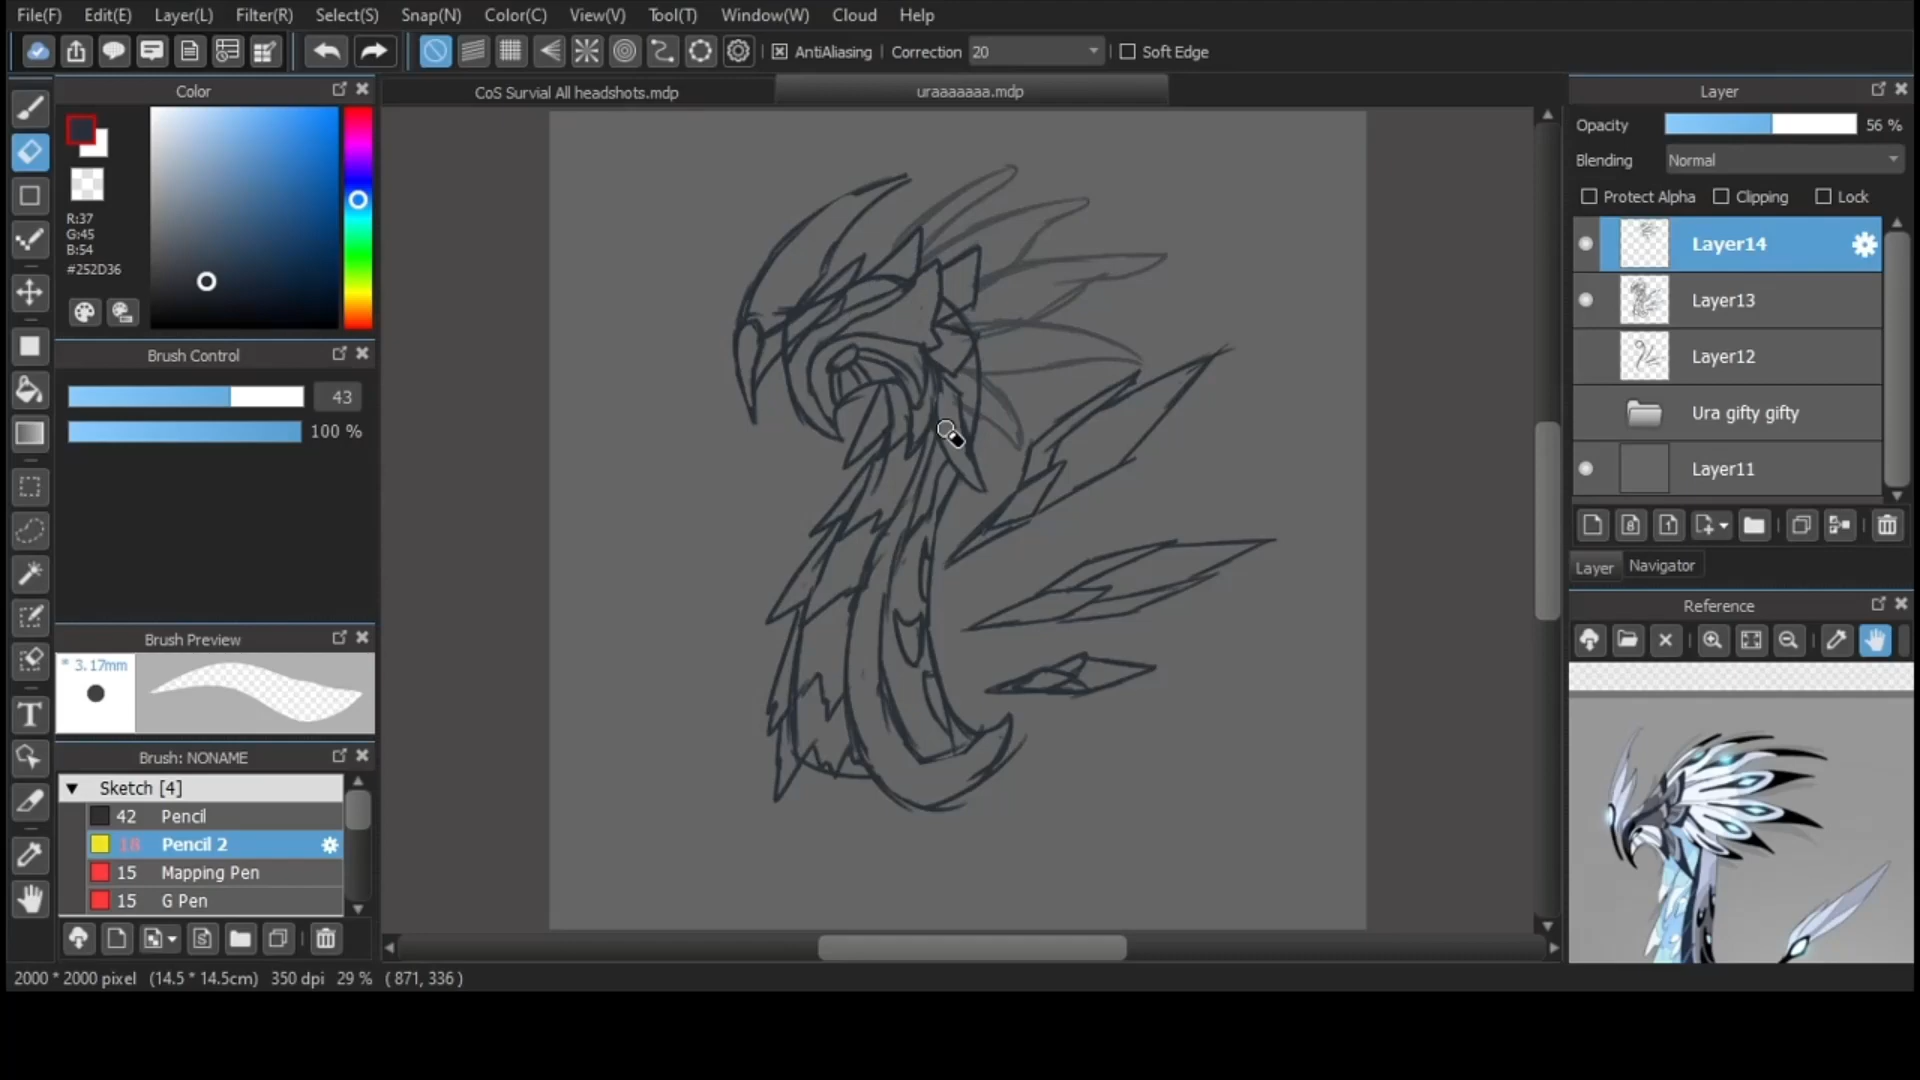 File(F) Edit(E) Layer(L) Filter(R) Select(S) Snap(N) Color(C) View(V) Tool(T) Window(W) Cloud Help
AntiAliasing Correction 20 Soft Edge
Color
CoS Survial All headshots.mdp
uraaaaaaa.mdp
Layer
Opacity 56 %
Blending Normal
Protect Alpha Clipping Lock
R:37
G:45
B:54
#252D36
Layer14
Layer13
Layer12
Ura gifty gifty
Layer11
Brush Control
43
100 %
8 1
Layer Navigator
Reference
Brush Preview
* 3.17mm
T
Brush: NONAME
Sketch [4]
42 Pencil
18 Pencil 2
15 Mapping Pen
15 G Pen
S
2000 * 2000 pixel (14.5 * 14.5cm) 350 dpi 29 % ( 871, 336 )